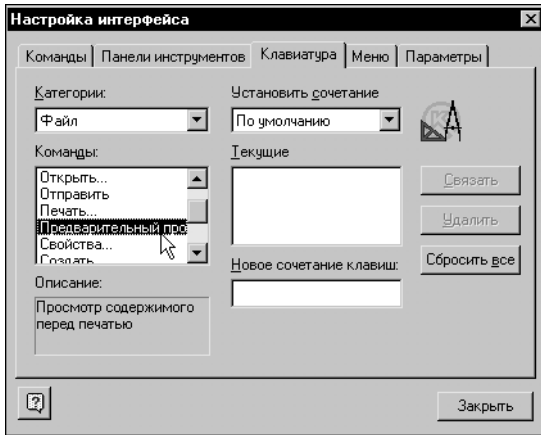 Настройка интерфейса
Команды Панели инструментов Клавиатура Меню Параметры
Категории:
Файл
Команды:
Открыть...
Отправить
Печать...
Предварительный про
Свойства...
Создать
Описание:
Просмотр содержимого
перед печатью
Установить сочетание
По умолчанию
Текущие
Новое сочетание клавиш:
Связать
Удалить
Сбросить все
Закрыть